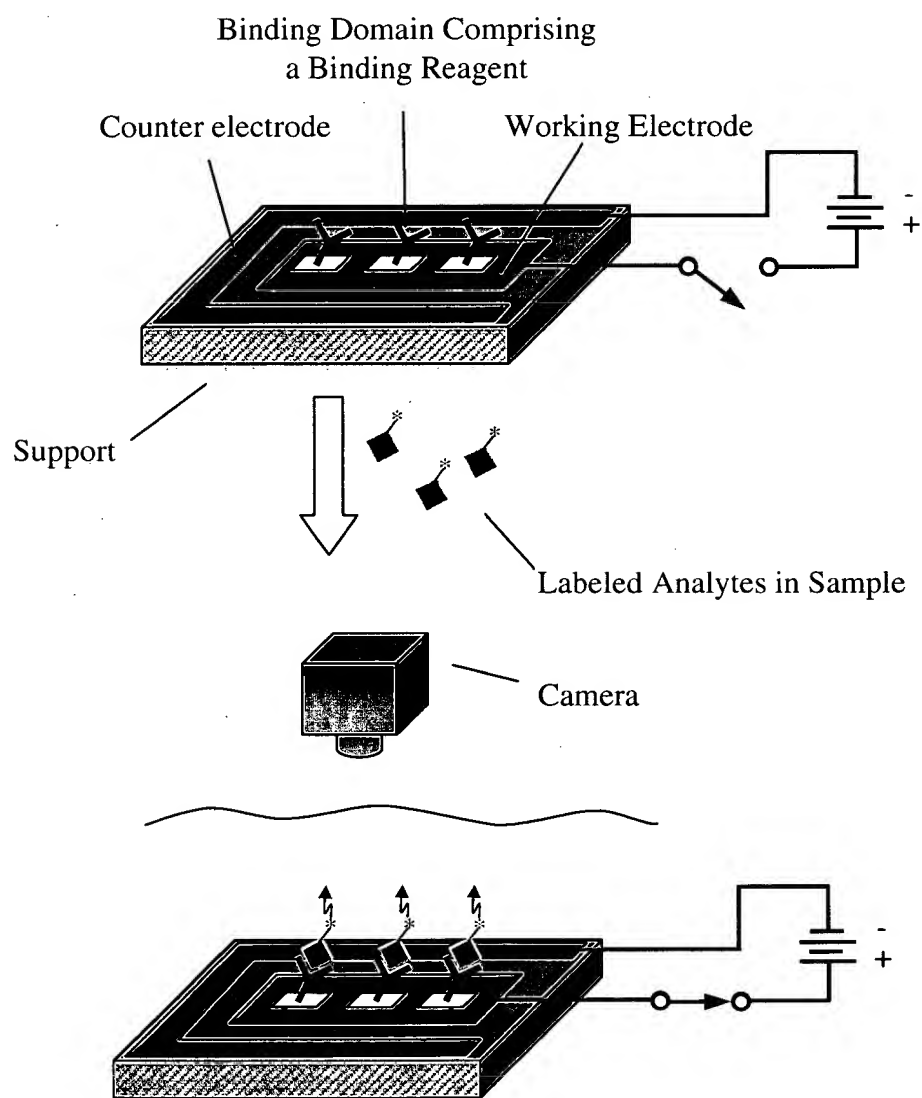 Binding Domain Comprising
a Binding Reagent
Counter electrode
Working Electrode
-
+
Support
*
*
*
Labeled Analytes in Sample
Camera
*
*
*
-
+